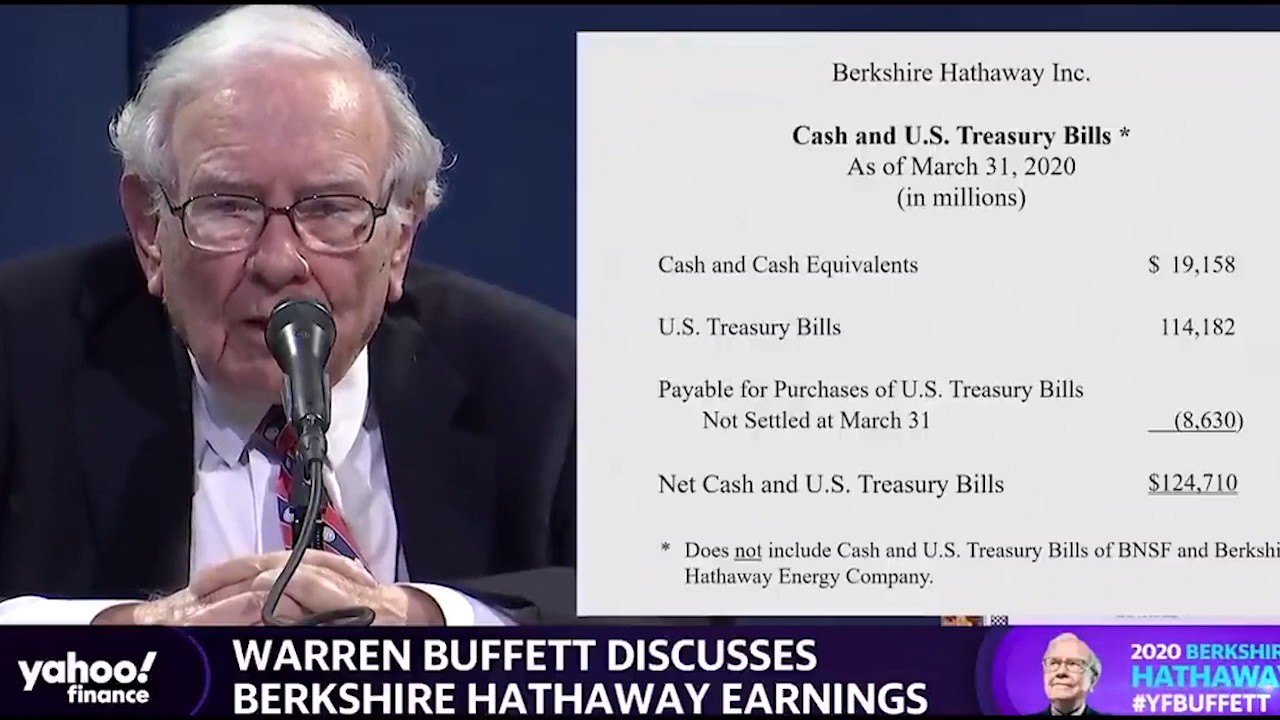 Berkshire Hathaway Inc.
Cash and U.S. Treasury Bills *
As of March 31, 2020
(in millions)
Cash and Cash Equivalents $ 19,158
U.S. Treasury Bills 114,182
Payable for Purchases of U.S. Treasury Bills
Not Settled at March 31 (8,630)
Net Cash and U.S. Treasury Bills $124,710
* Does not include Cash and U.S. Treasury Bills of BNSF and Berkshi
Hathaway Energy Company.
yahoo!
finance
WARREN BUFFETT DISCUSSES
BERKSHIRE HATHAWAY EARNINGS
2020 BERKSHIR
HATHAWA
#YFBUFFETT